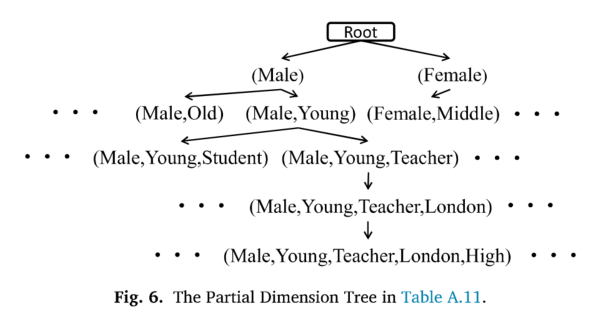 Root
(Male) (Female)
• • • (Male,Old) (Male,Young) (Female,Middle) • • •
• • • (Male,Young,Student) (Male,Young,Teacher) • • •
• • • (Male,Young,Teacher,London) • • •
• • • (Male,Young,Teacher,London,High) • • •
Fig. 6. The Partial Dimension Tree in Table A.11.